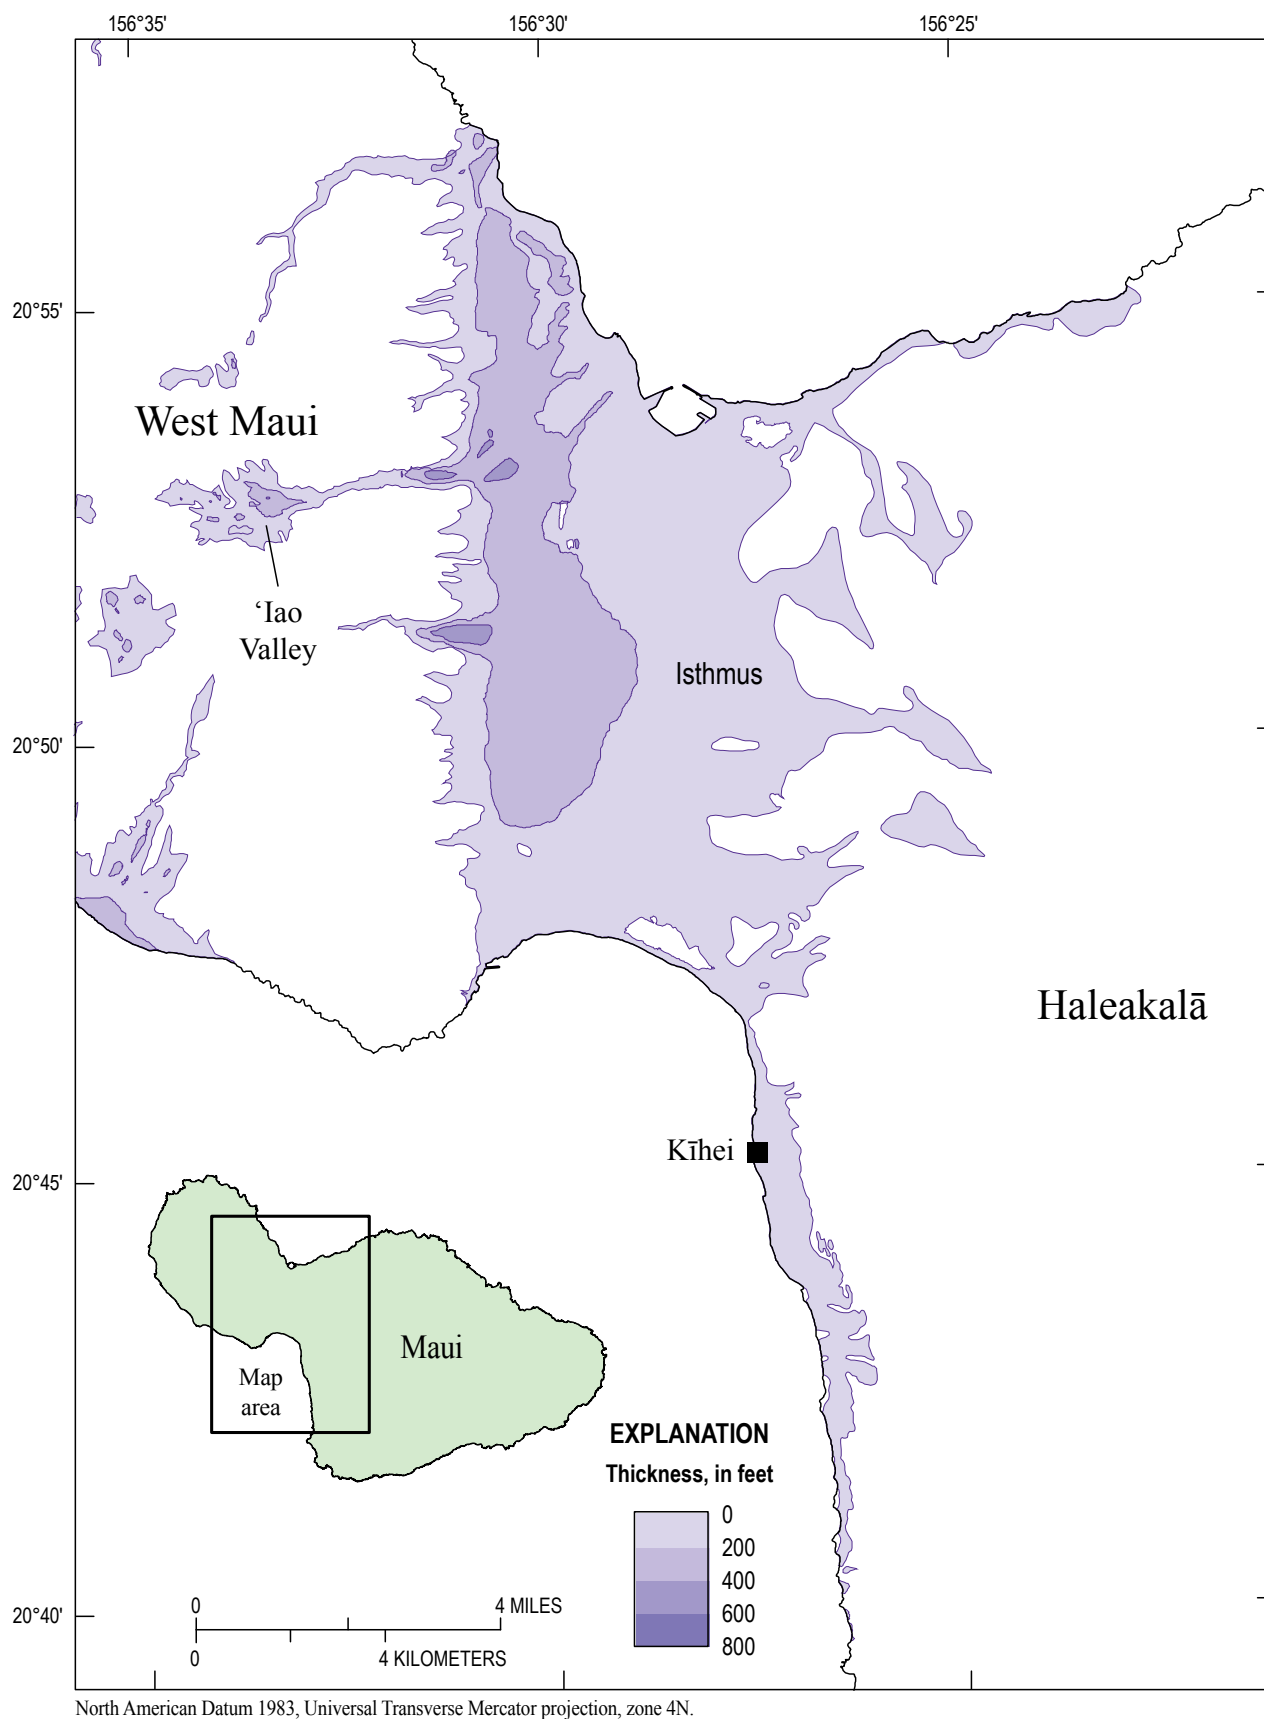 156°35'
156°30'
156°25'
20°55'
West Maui
ʻIao
Valley
Isthmus
20°50'
Haleakalā
Kīhei
20°45'
Maui
Map
area
EXPLANATION
Thickness, in feet
0
200
400
600
800
20°40'
0
4 MILES
0
4 KILOMETERS
North American Datum 1983, Universal Transverse Mercator projection, zone 4N.